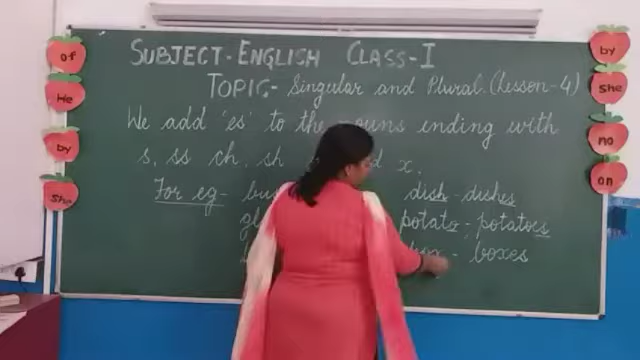 SUBJECT-ENGLISH CLASS-I
TOPIC- Singular and Plural. (Lesson-4)
We add 'es' to the nouns ending with
s, ss ch, sh x.
For eg- dish - dishes
potato - potatoes
box - boxes
of
He
by
She
by
She
no
on